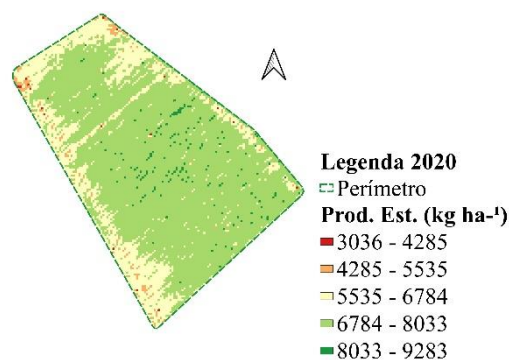 Legenda 2020
Perímetro
Prod. Est. (kg ha-¹)
3036 - 4285
4285 - 5535
5535 - 6784
6784 - 8033
8033 - 9283